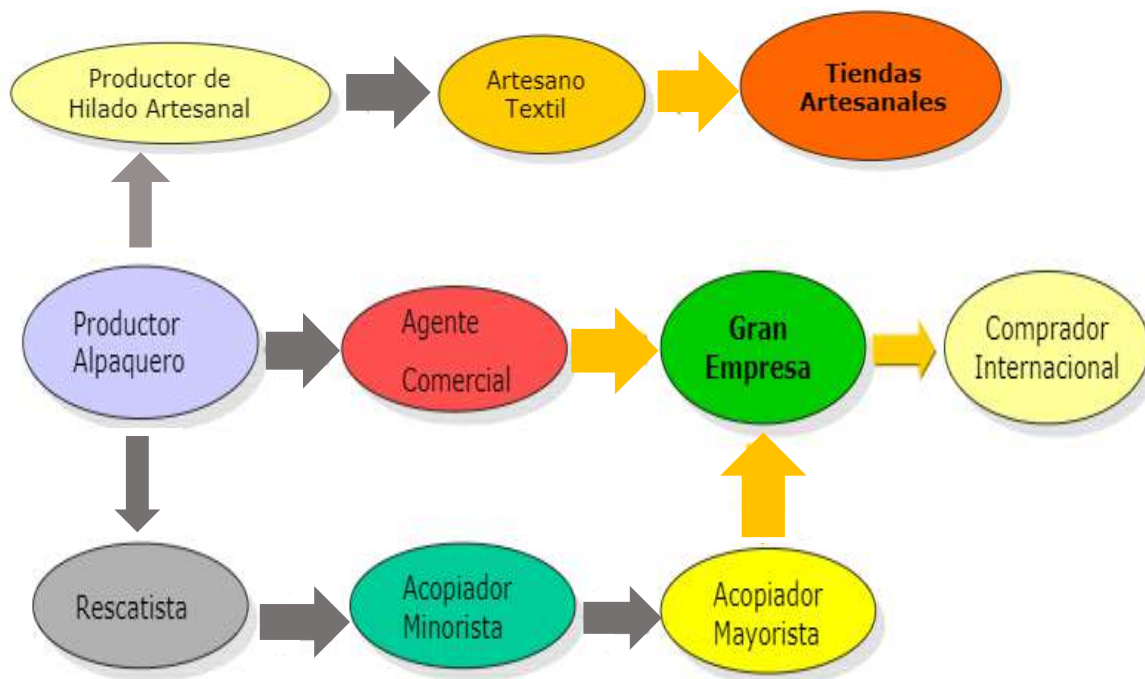 Productor de
Hilado Artesanal
Artesano
Textil
Tiendas
Artesanales
Productor
Alpaquero
Agente
Comercial
Gran
Empresa
Comprador
Internacional
Rescatista
Acopiador
Minorista
Acopiador
Mayorista